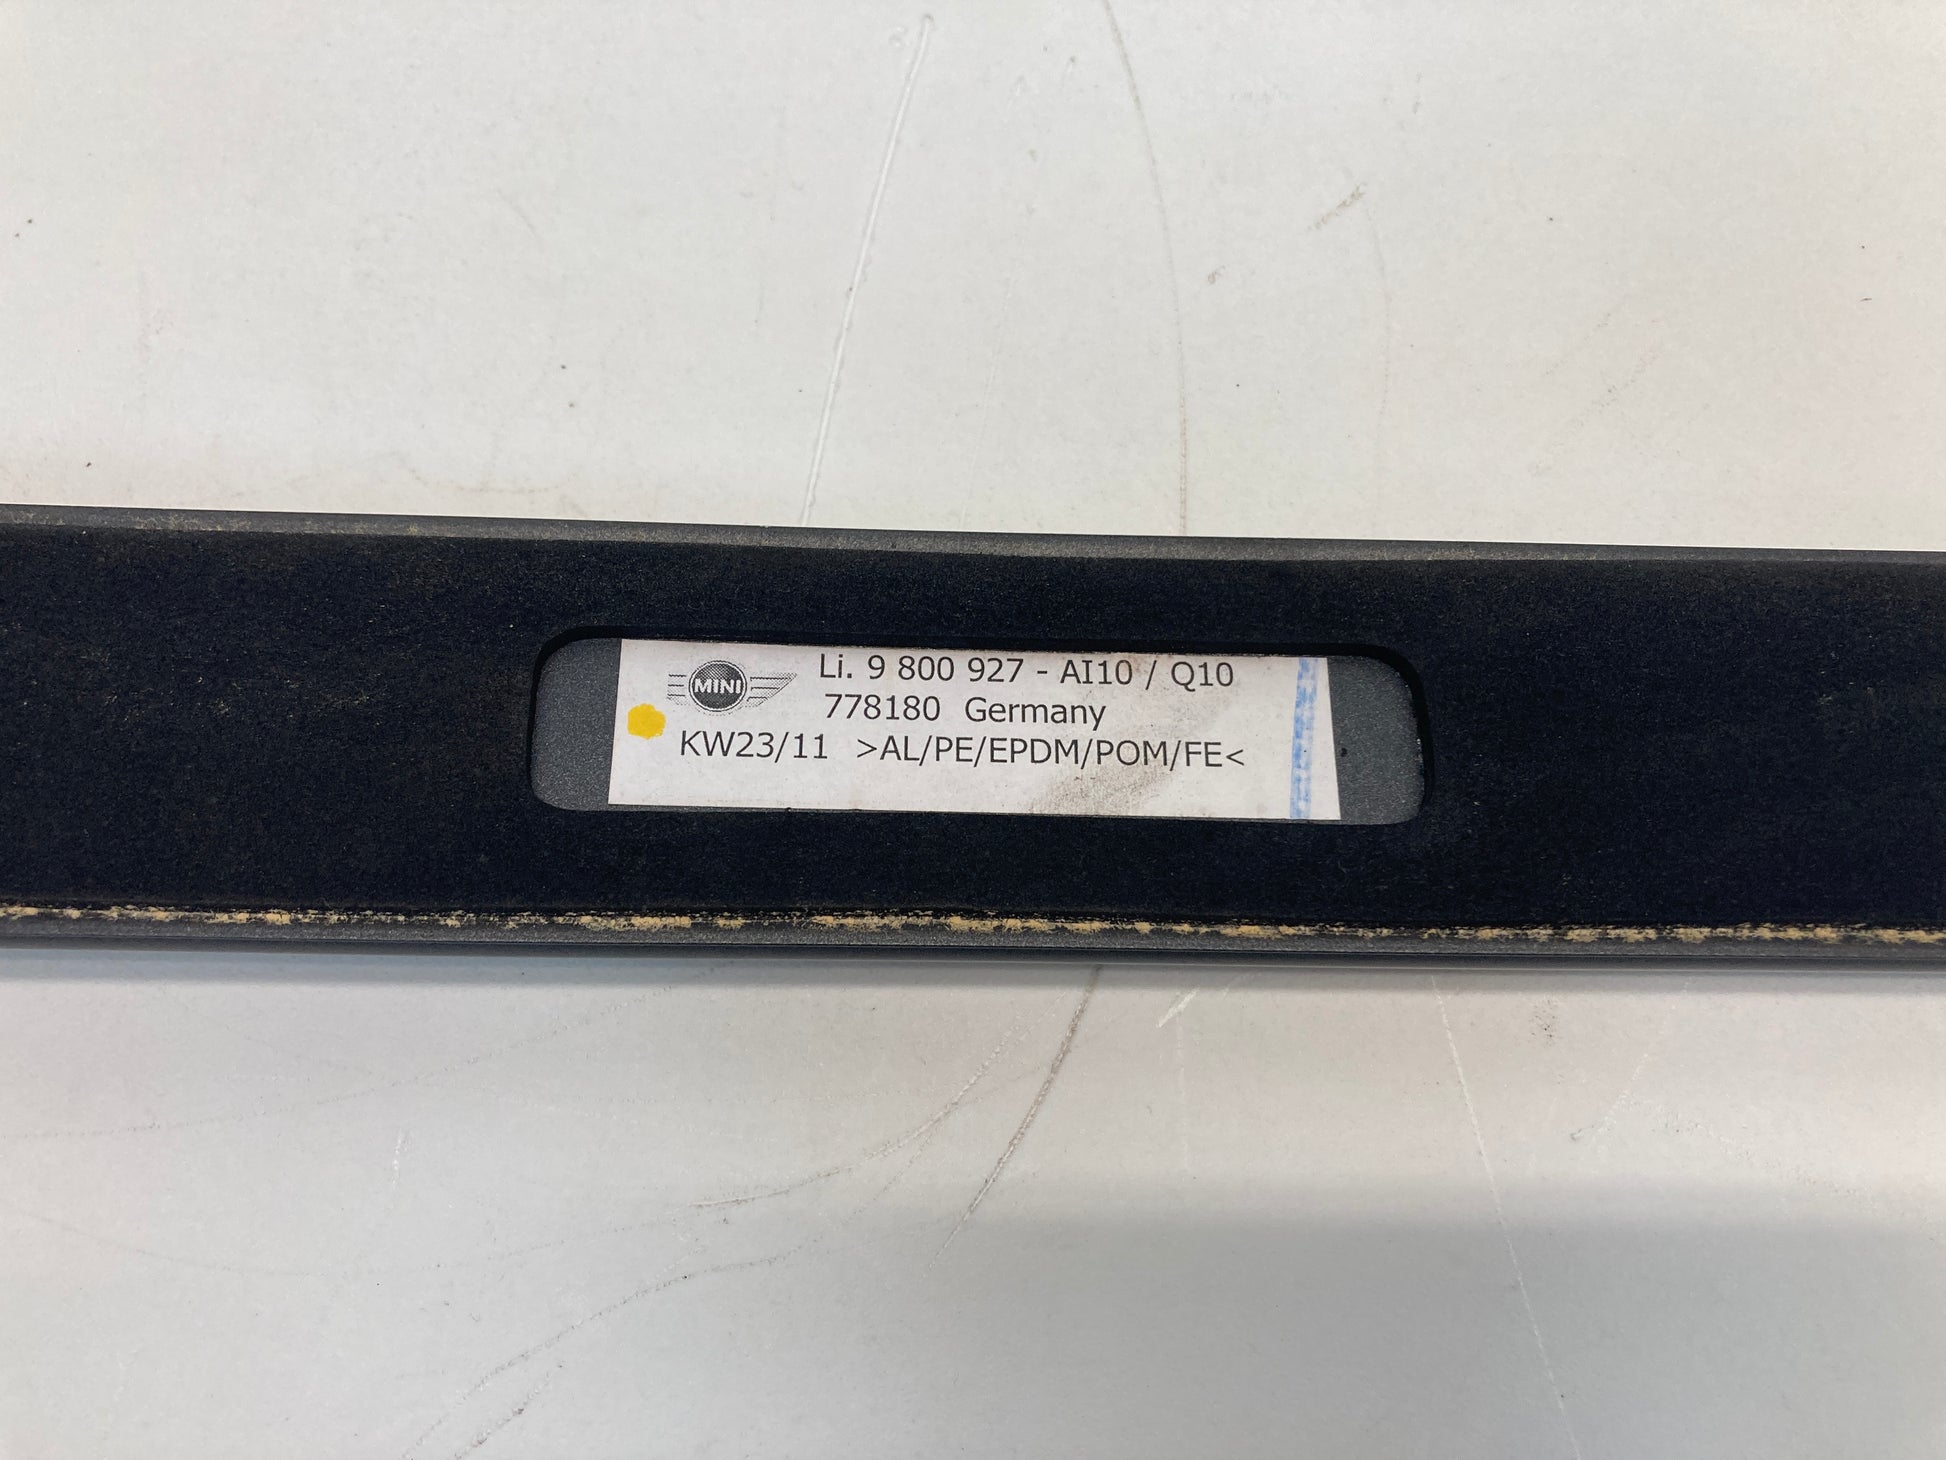 MINI
Li. 9 800 927 - AI10 / Q10
778180 Germany
KW23/11 >AL/PE/EPDM/POM/FE<